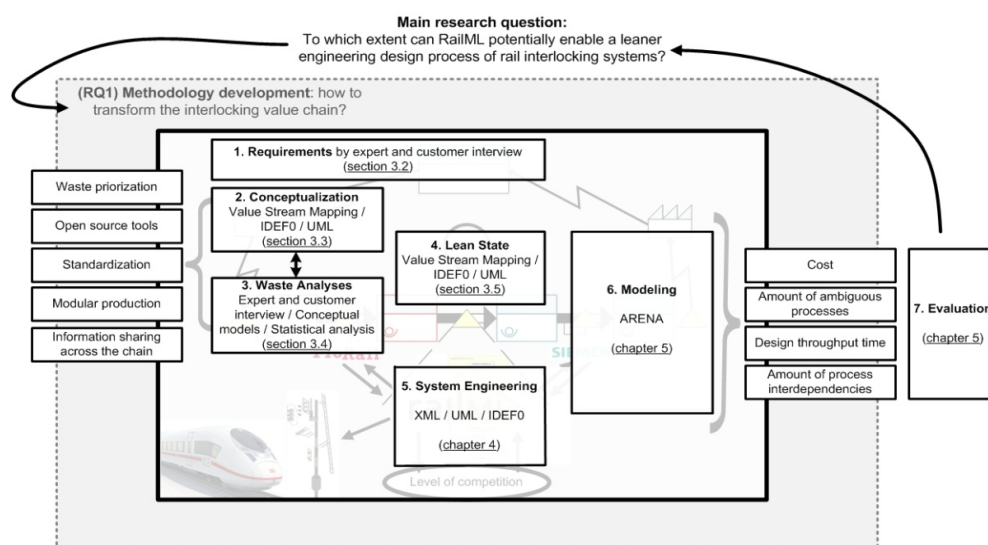 Main research question:
To which extent can RailML potentially enable a leaner
engineering design process of rail interlocking systems?
(RQ1) Methodology development: how to
transform the interlocking value chain?
1. Requirements by expert and customer interview
(section 3.2)
Waste priorization
Open source tools
Standardization
Modular production
Information sharing
across the chain
2. Conceptualization
Value Stream Mapping /
IDEF0 / UML
(section 3.3)
3. Waste Analyses
Expert and customer
interview / Conceptual
models / Statistical analysis
(section 3.4)
4. Lean State
Value Stream Mapping /
IDEF0 / UML
(section 3.5)
5. System Engineering
XML / UML / IDEF0
(chapter 4)
Level of competition
6. Modeling
ARENA
(chapter 5)
Cost
Amount of ambiguous
processes
Design throughput time
Amount of process
interdependencies
7. Evaluation
(chapter 5)